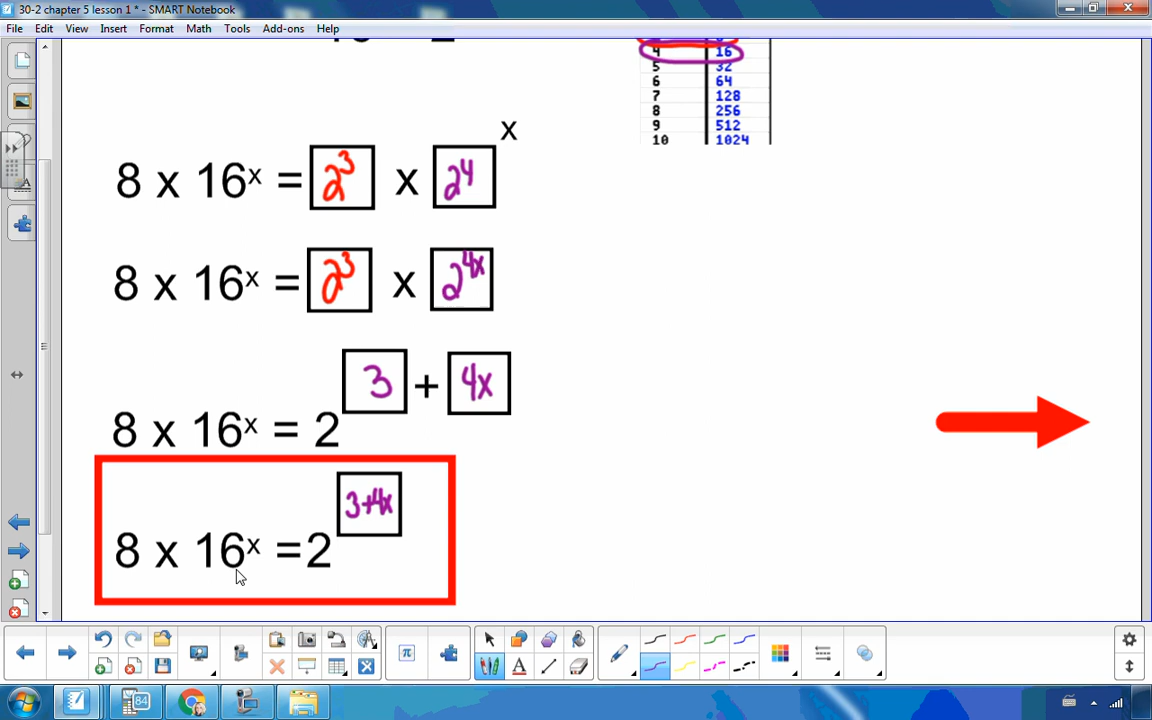 30-2 chapter 5 lesson 1 * - SMART Notebook
File Edit View Insert Format Math Tools Add-ons Help
4 16
5 32
6 64
7 128
8 256
9 512
10 1024
8 x 16ˣ = 2³ x 2⁴ ˣ
8 x 16ˣ = 2³ x 2⁴ˣ
3 + 4x
8 x 16ˣ = 2
3+4x
8 x 16ˣ = 2
π
A
84